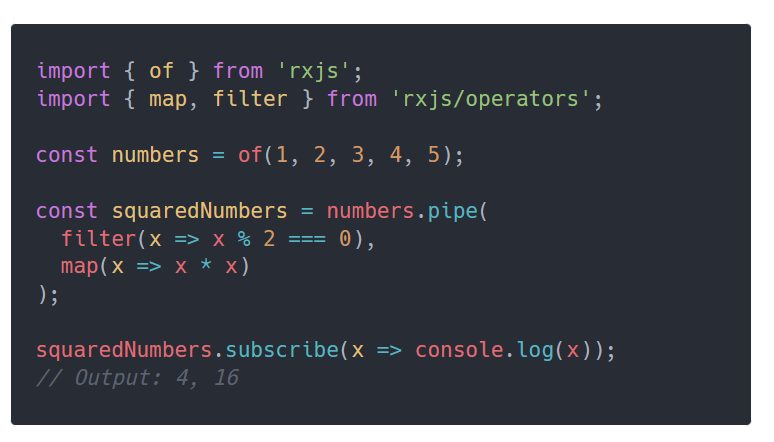 import { of } from 'rxjs';
import { map, filter } from 'rxjs/operators';
const numbers = of(1, 2, 3, 4, 5);
const squaredNumbers = numbers.pipe(
filter(x => x % 2 === 0),
map(x => x * x)
);
squaredNumbers.subscribe(x => console.log(x));
// Output: 4, 16